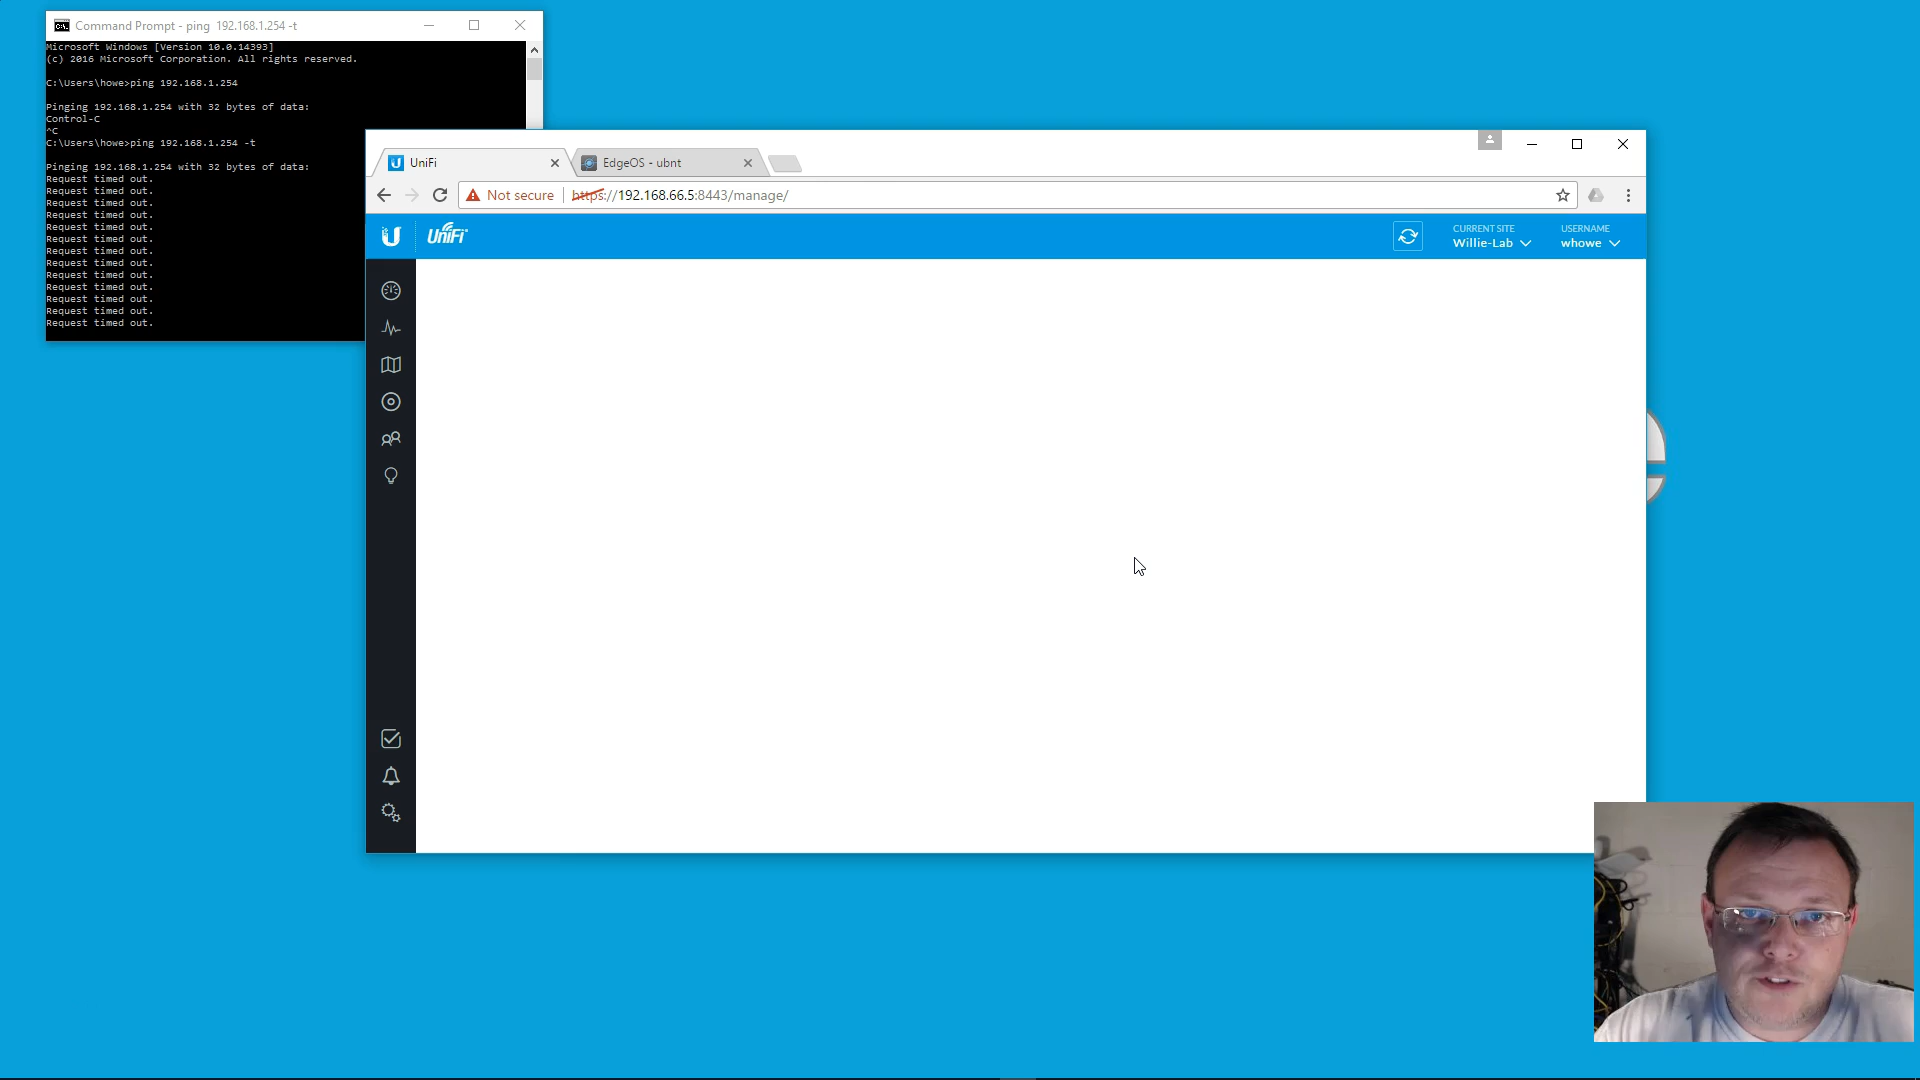 Command Prompt - ping  192.168.1.254 -t
Microsoft Windows [Version 10.0.14393]
(c) 2016 Microsoft Corporation. All rights reserved.
C:\Users\howe>ping 192.168.1.254
Pinging 192.168.1.254 with 32 bytes of data:
Control-C
^C
C:\Users\howe>ping 192.168.1.254 -t
Pinging 192.168.1.254 with 32 bytes of data:
Request timed out.
Request timed out.
Request timed out.
Request timed out.
Request timed out.
Request timed out.
Request timed out.
Request timed out.
Request timed out.
Request timed out.
Request timed out.
Request timed out.
Request timed out.
UniFi
EdgeOS - ubnt
Not secure
https://192.168.66.5:8443/manage/
U
UniFi
CURRENT SITE
Willie-Lab
USERNAME
whowe